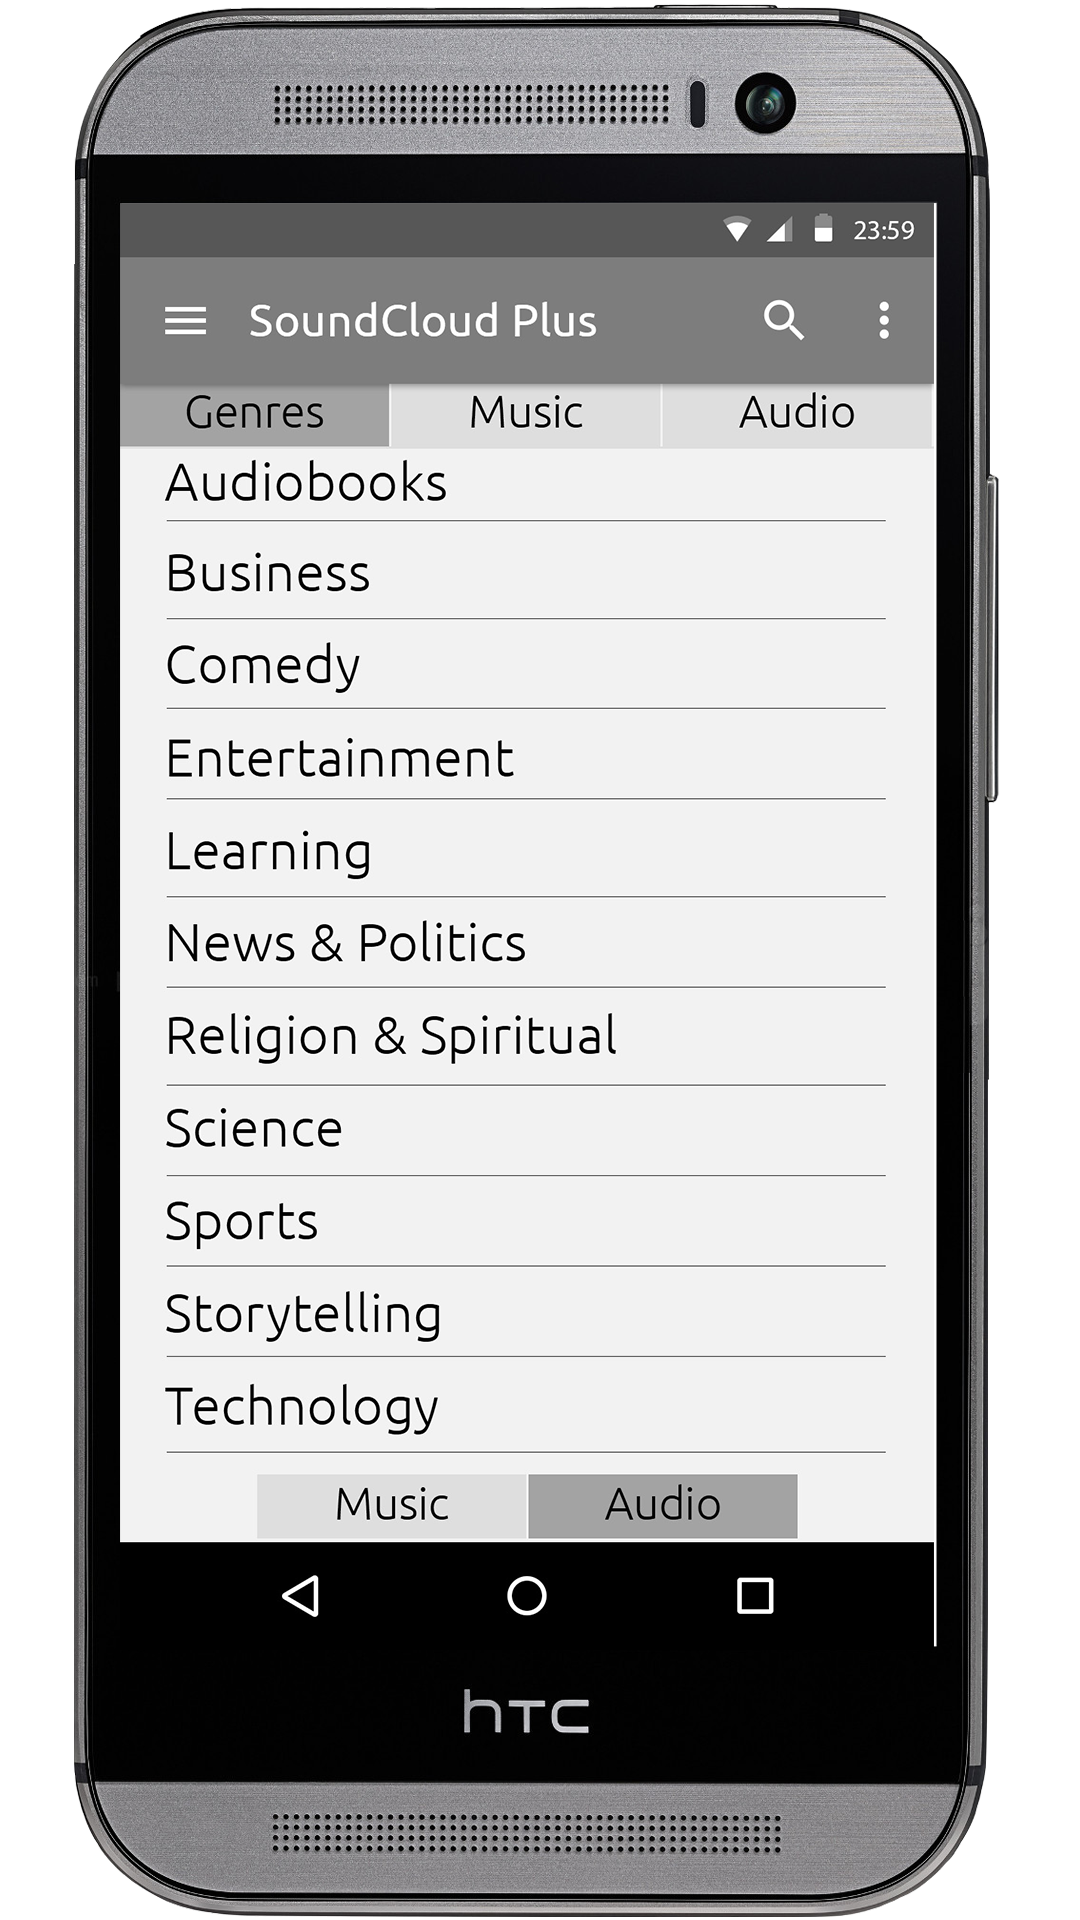 23:59
SoundCloud Plus
Genres Music Audio
Audiobooks
Business
Comedy
Entertainment
Learning
News & Politics
Religion & Spiritual
Science
Sports
Storytelling
Technology
Music Audio
hTC